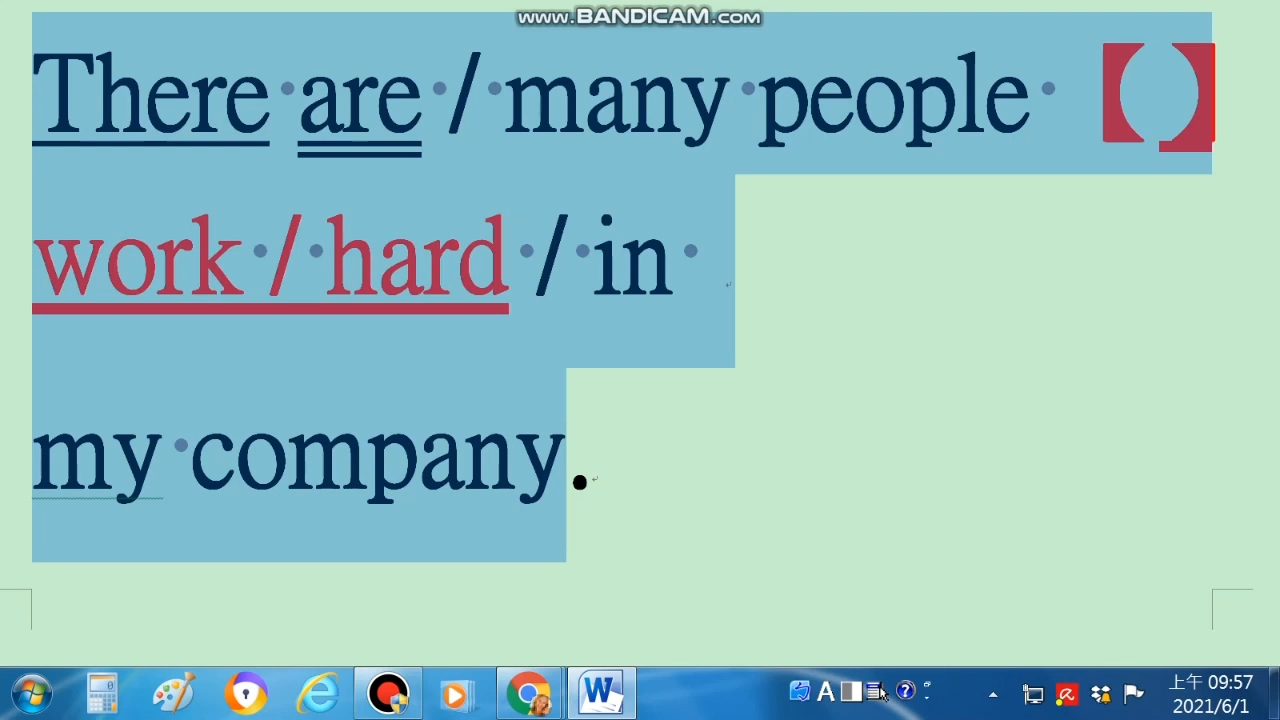 www.BANDICAM.com
There are / many people 【】
work / hard / in
my company.
上午 09:57
2021/6/1